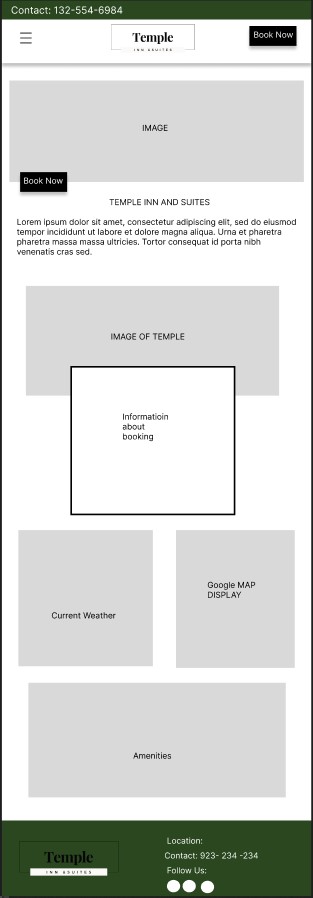 Contact: 132-554-6984
Temple
INN &SUITES
Book Now
IMAGE
Book Now
TEMPLE INN AND SUITES
Lorem ipsum dolor sit amet, consectetur adipiscing elit, sed do eiusmod
tempor incididunt ut labore et dolore magna aliqua. Urna et pharetra
pharetra massa massa ultricies. Tortor consequat id porta nibh
venenatis cras sed.
IMAGE OF TEMPLE
Informatioin
about
booking
Current Weather
Google MAP
DISPLAY
Amenities
Temple
INN &SUITES
Location:
Contact: 923- 234 -234
Follow Us: